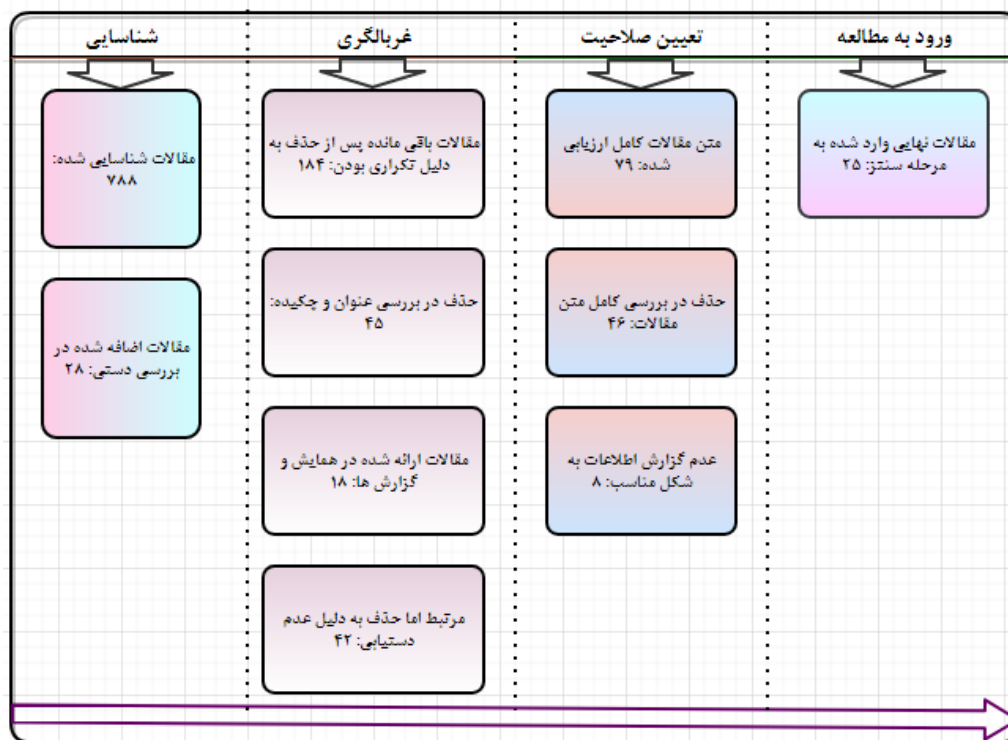 شناسایی
غربالگری
تعیین صلاحیت
ورود به مطالعه
مقالات شناسایی شده:
۷۸۸
مقالات اضافه شده در
بررسی دستی: ۲۸
مقالات باقی مانده پس از حذف به
دلیل تکراری بودن: ۱۸۴
حذف در بررسی عنوان و چکیده:
۴۵
مقالات ارائه شده در همایش و
گزارش ها: ۱۸
مرتبط اما حذف به دلیل عدم
دستیابی: ۴۲
متن مقالات کامل ارزیابی
شده: ۷۹
حذف در بررسی کامل متن
مقالات: ۴۶
عدم گزارش اطلاعات به
شکل مناسب: ۸
مقالات نهایی وارد شده به
مرحله سنتز: ۲۵